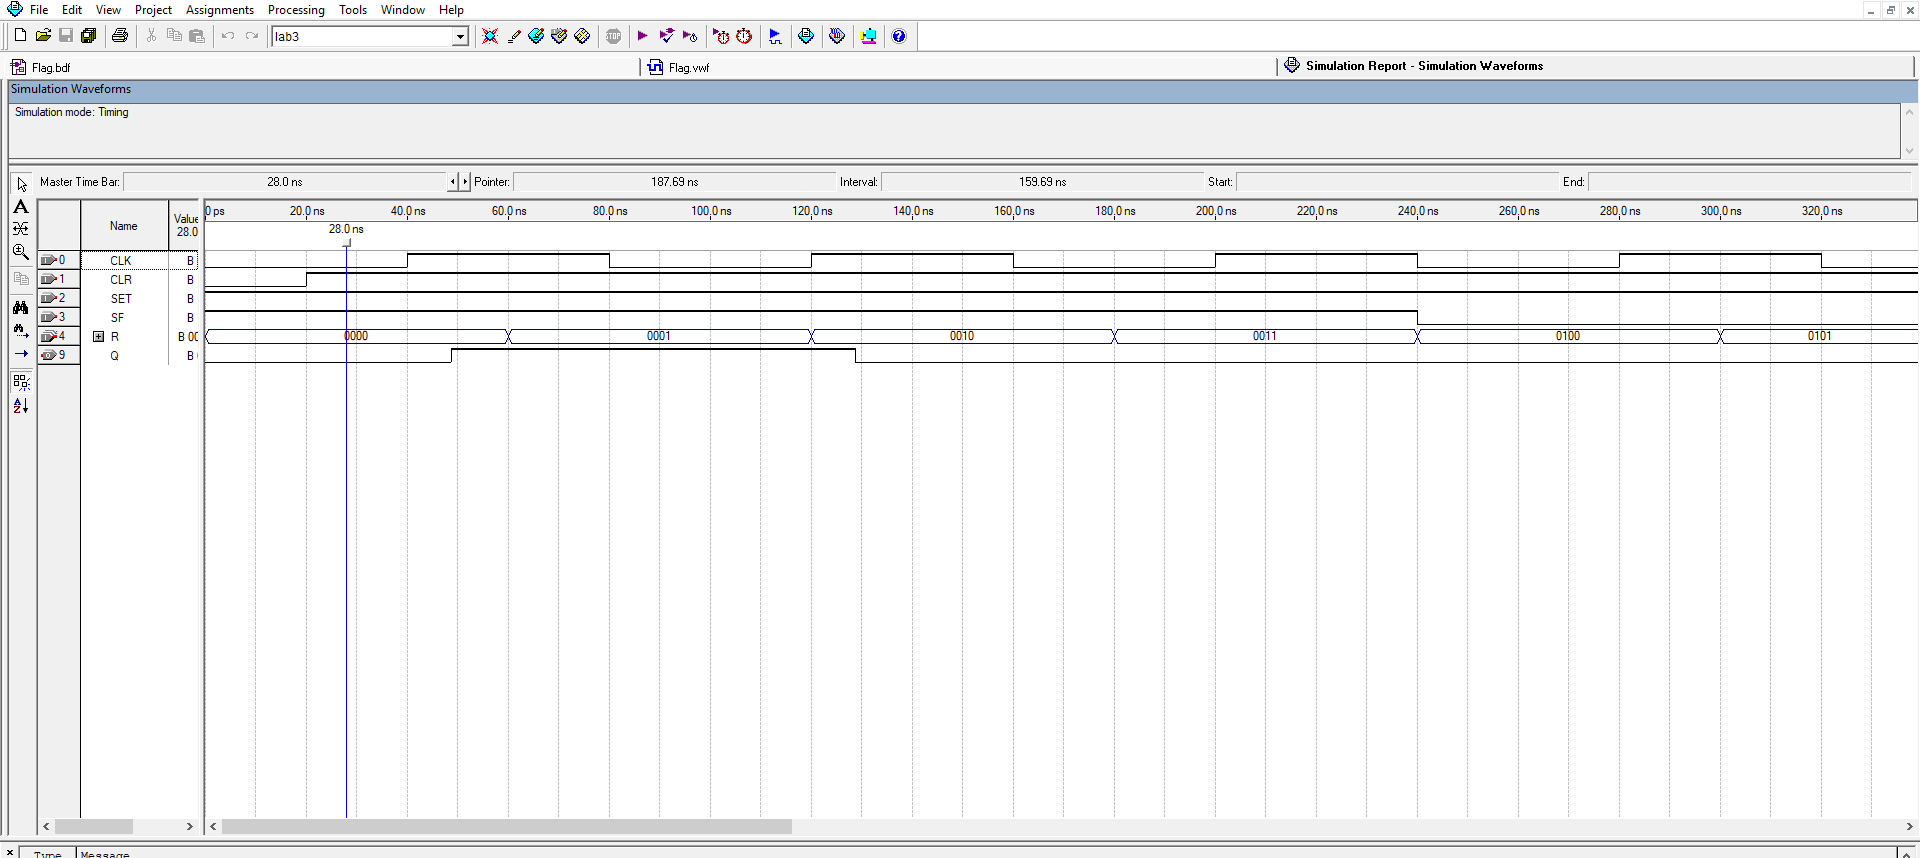 File Edit View Project Assignments Processing Tools Window Help
lab3
STOP
Flag.bdf Flag.vwf Simulation Report - Simulation Waveforms
Simulation Waveforms
Simulation mode: Timing
Master Time Bar: 28.0 ns Pointer: 187.69 ns Interval: 159.69 ns Start: End:
Name Value 28.0
0 ps 20.0 ns 40.0 ns 60.0 ns 80.0 ns 100.0 ns 120.0 ns 140.0 ns 160.0 ns 180.0 ns 200.0 ns 220.0 ns 240.0 ns 260.0 ns 280.0 ns 300.0 ns 320.0 ns
28.0 ns
0 CLK B
1 CLR B
2 SET B
3 SF B
4 R B 00 0000 0001 0010 0011 0100 0101
9 Q B
Type Message